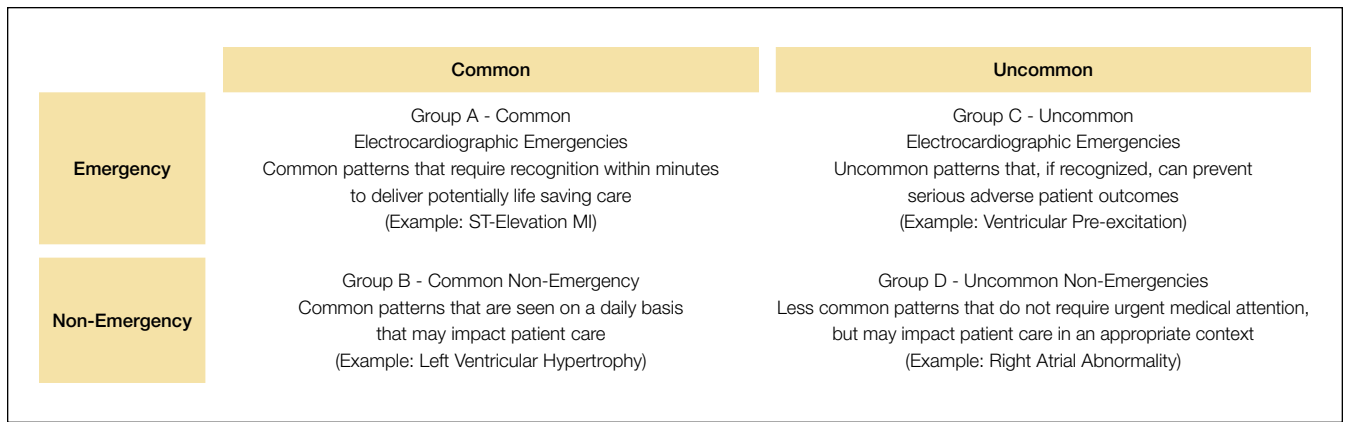 Common
Uncommon
Emergency
Group A - Common
Electrocardiographic Emergencies
Common patterns that require recognition within minutes
to deliver potentially life saving care
(Example: ST-Elevation MI)
Group C - Uncommon
Electrocardiographic Emergencies
Uncommon patterns that, if recognized, can prevent
serious adverse patient outcomes
(Example: Ventricular Pre-excitation)
Non-Emergency
Group B - Common Non-Emergency
Common patterns that are seen on a daily basis
that may impact patient care
(Example: Left Ventricular Hypertrophy)
Group D - Uncommon Non-Emergencies
Less common patterns that do not require urgent medical attention,
but may impact patient care in an appropriate context
(Example: Right Atrial Abnormality)